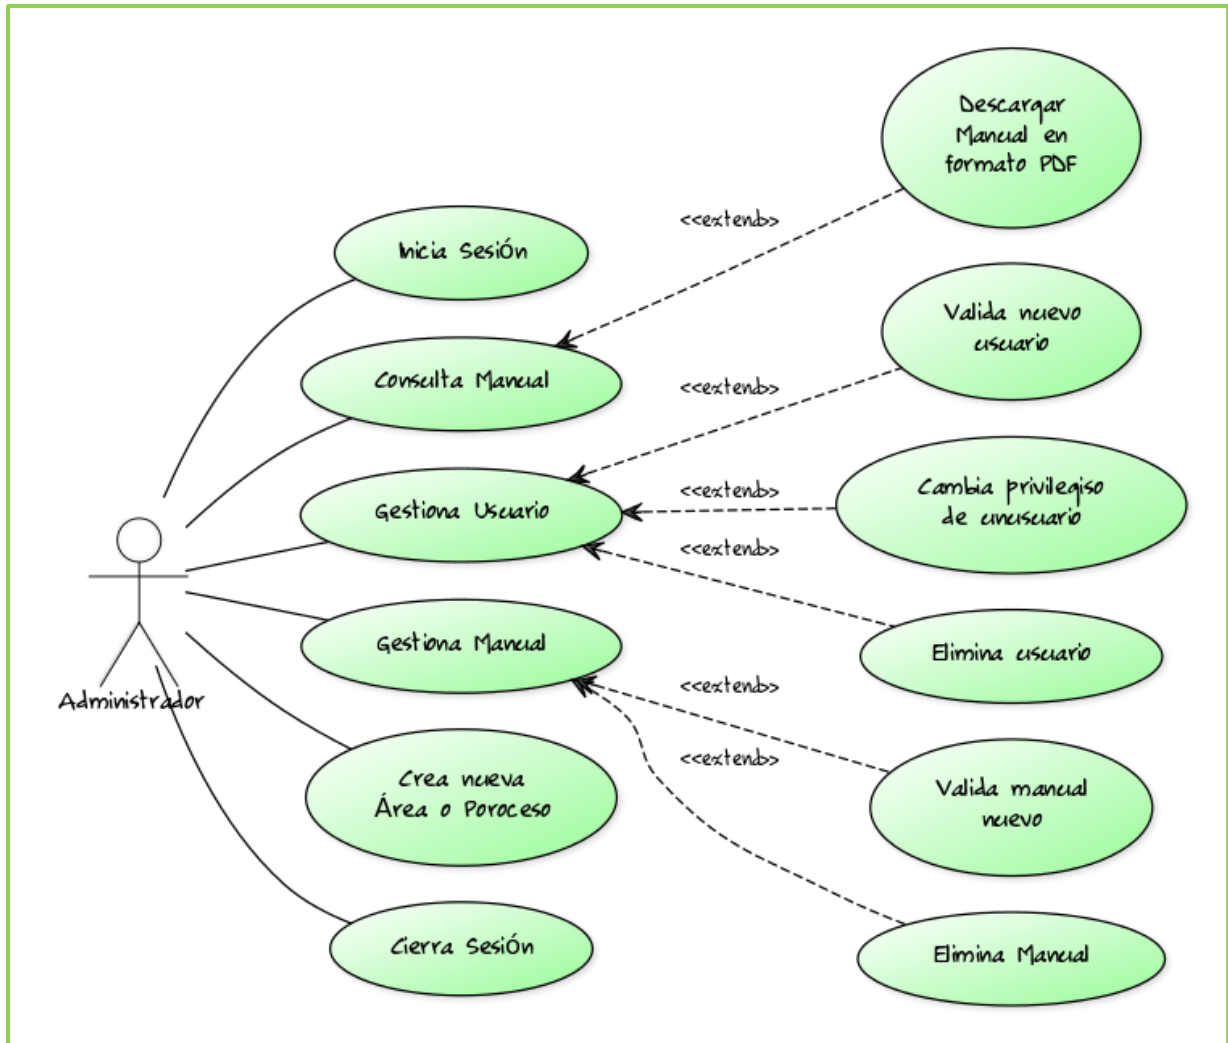 Descargar
Manual en
formato PDF
<<extend>>
Inicia Sesión
Valida nuevo
usuario
Consulta Manual
<<extend>>
Gestiona Usuario
<<extend>>
Cambia privilegiso
de unusuario
<<extend>>
Gestiona Manual
Elimina usuario
Administrador
<<extend>>
<<extend>>
Crea nueva
Área o Poroceso
Valida manual
nuevo
Cierra Sesión
Elimina Manual